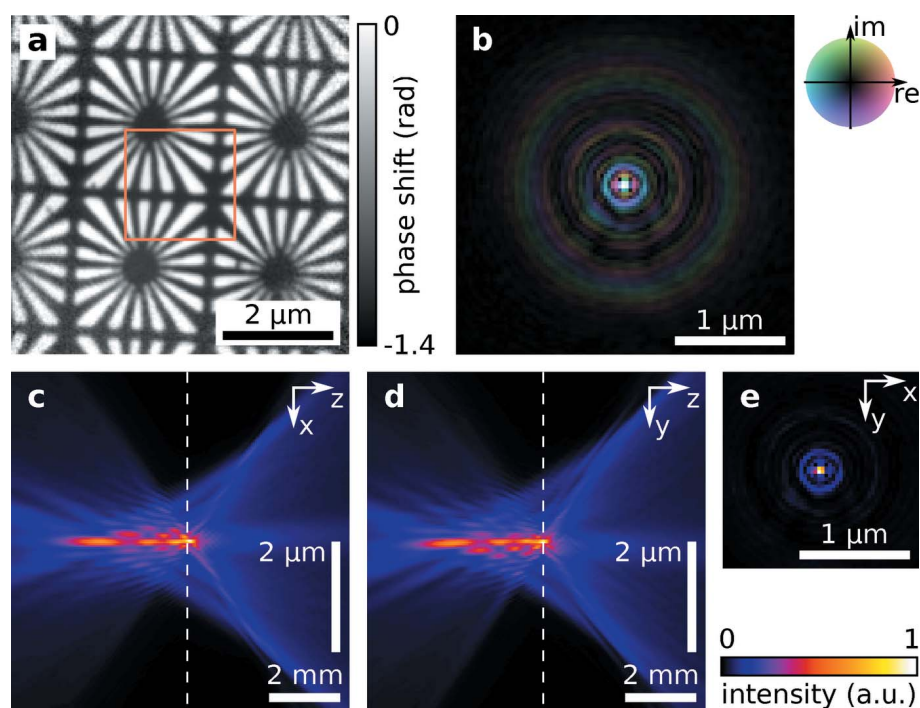 a
0
phase shift (rad)
-1.4
2 µm
b
1 µm
im
re
c
z
x
2 µm
2 mm
d
z
y
2 µm
2 mm
e
x
y
1 µm
0
1
intensity (a.u.)